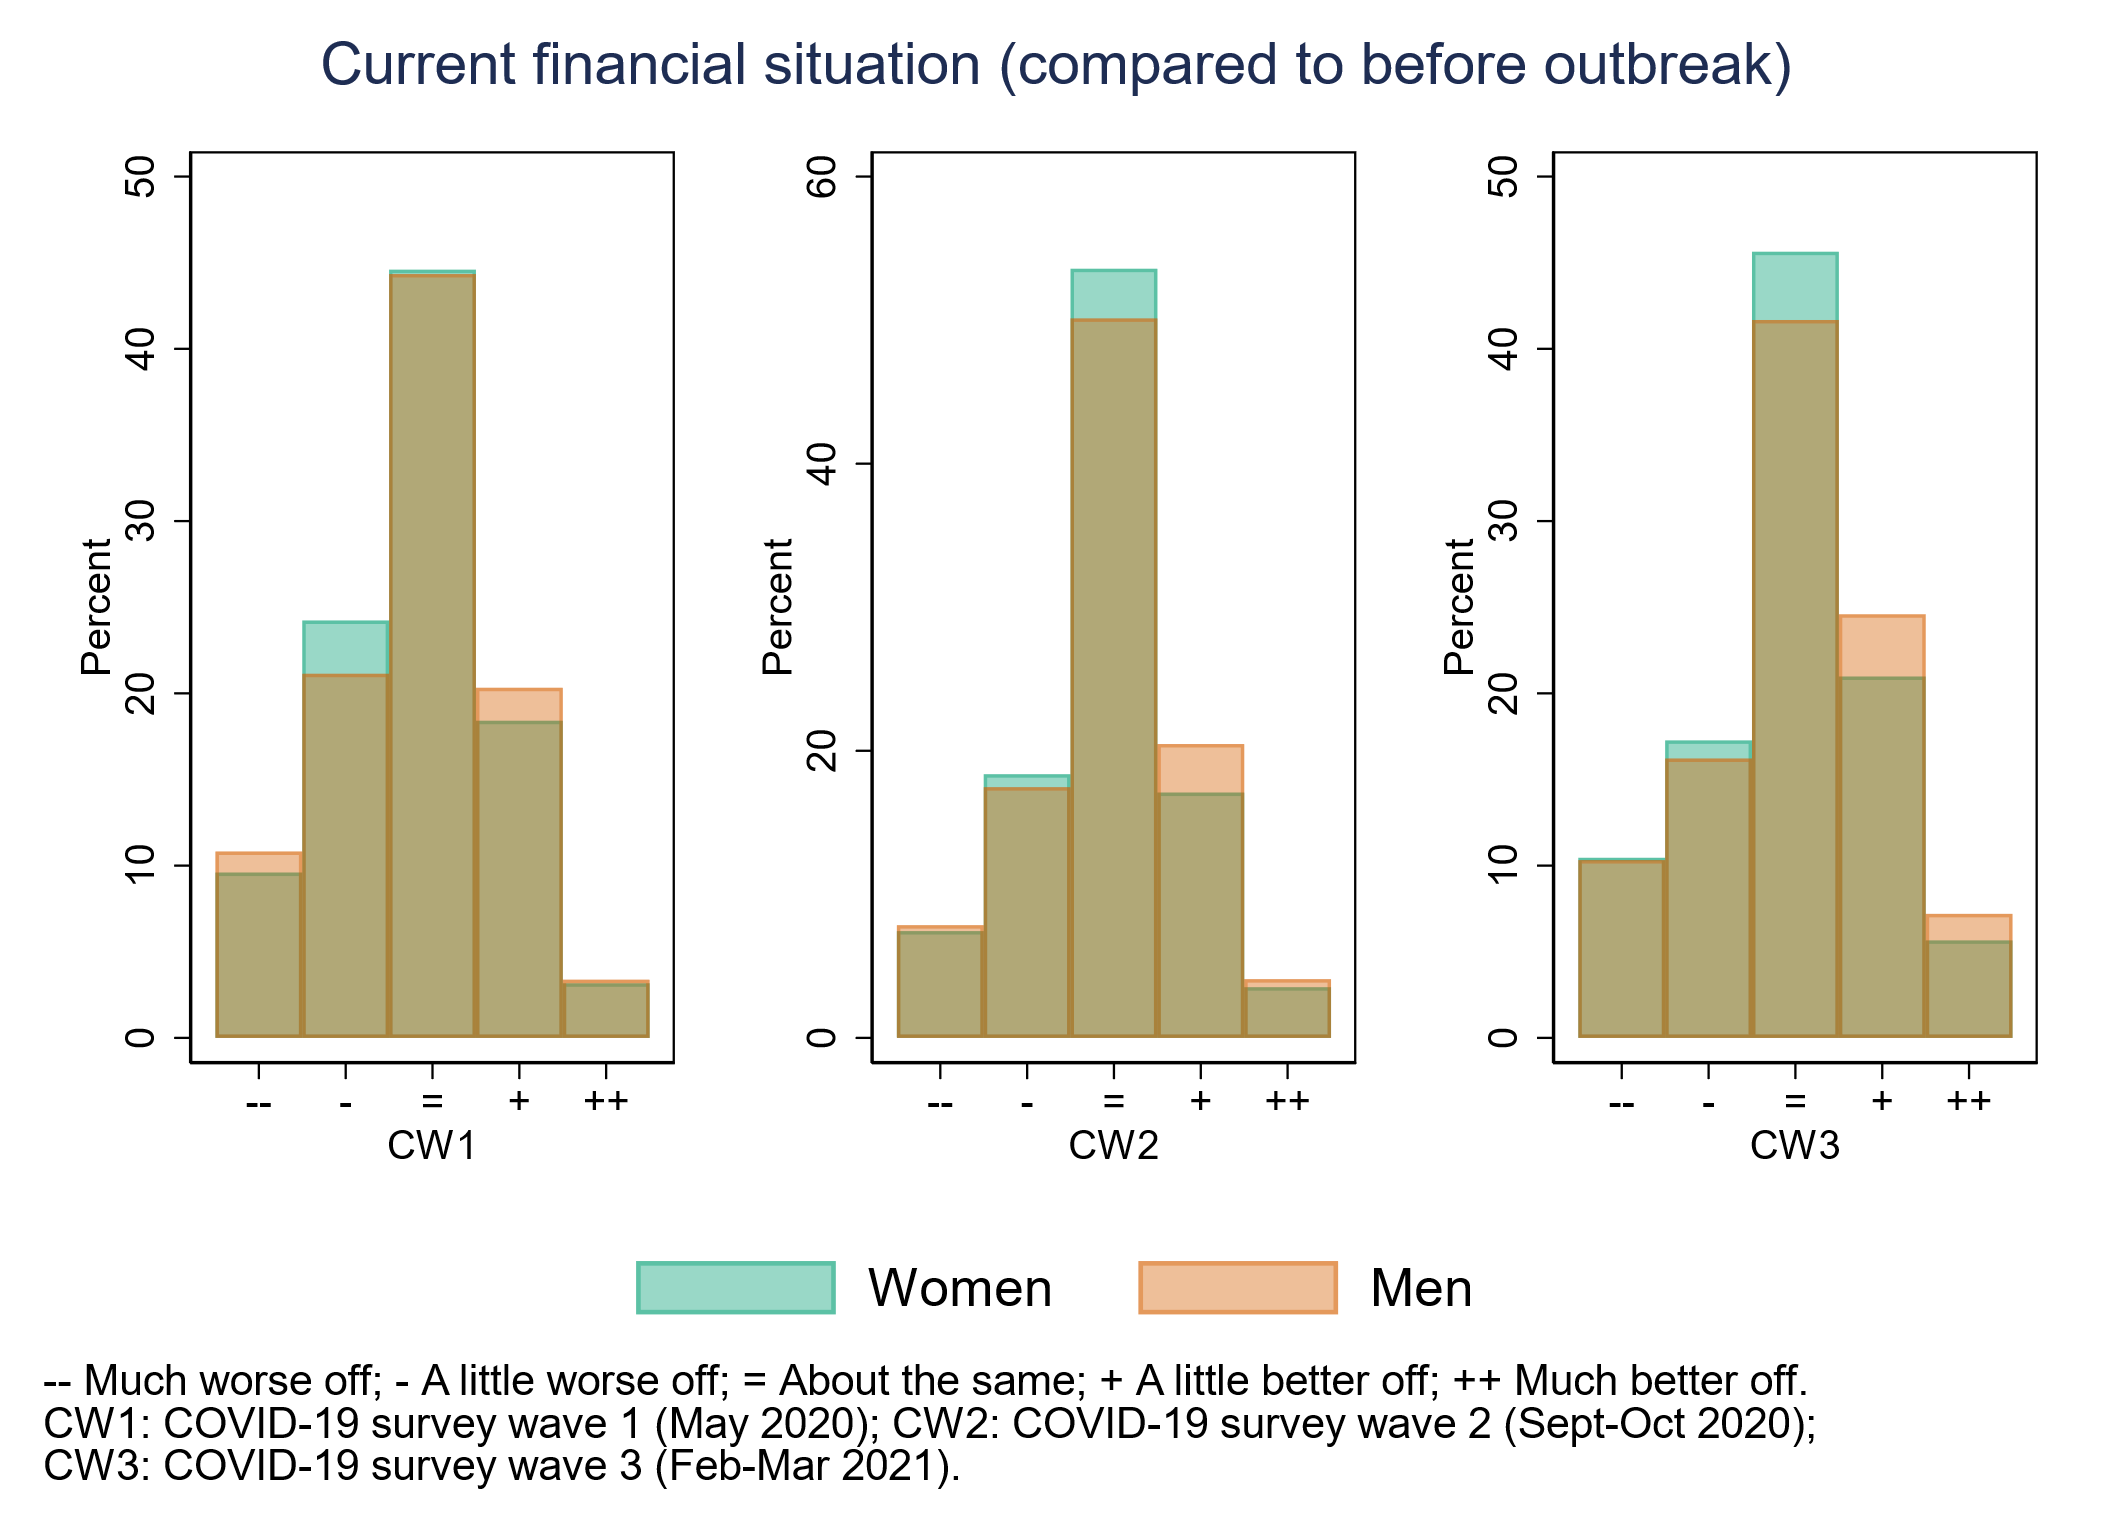 Current financial situation (compared to before outbreak)
Percent
50
40
30
20
10
0
-- - = + ++
CW1
Percent
60
40
20
0
-- - = + ++
CW2
Percent
50
40
30
20
10
0
-- - = + ++
CW3
Women Men
-- Much worse off; - A little worse off; = About the same; + A little better off; ++ Much better off.
CW1: COVID-19 survey wave 1 (May 2020); CW2: COVID-19 survey wave 2 (Sept-Oct 2020);
CW3: COVID-19 survey wave 3 (Feb-Mar 2021).